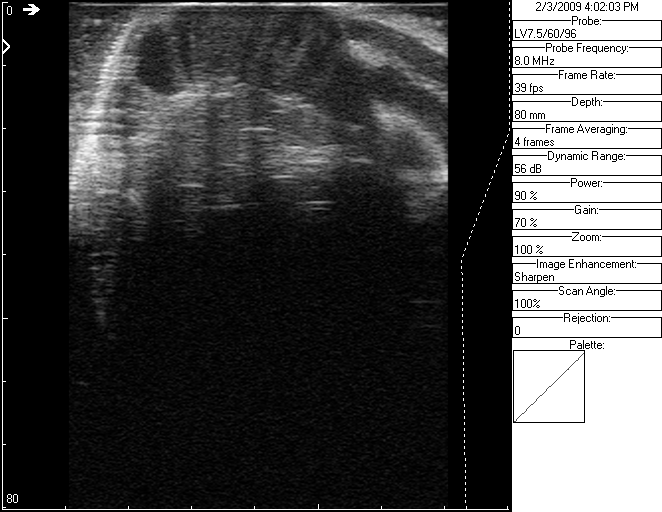 0
80
2/3/2009 4:02:03 PM
Probe:
LV7.5/60/96
Probe Frequency:
8.0 MHz
Frame Rate:
39 fps
Depth:
80 mm
Frame Averaging:
4 frames
Dynamic Range:
56 dB
Power:
90 %
Gain:
70 %
Zoom:
100 %
Image Enhancement:
Sharpen
Scan Angle:
100%
Rejection:
0
Palette: